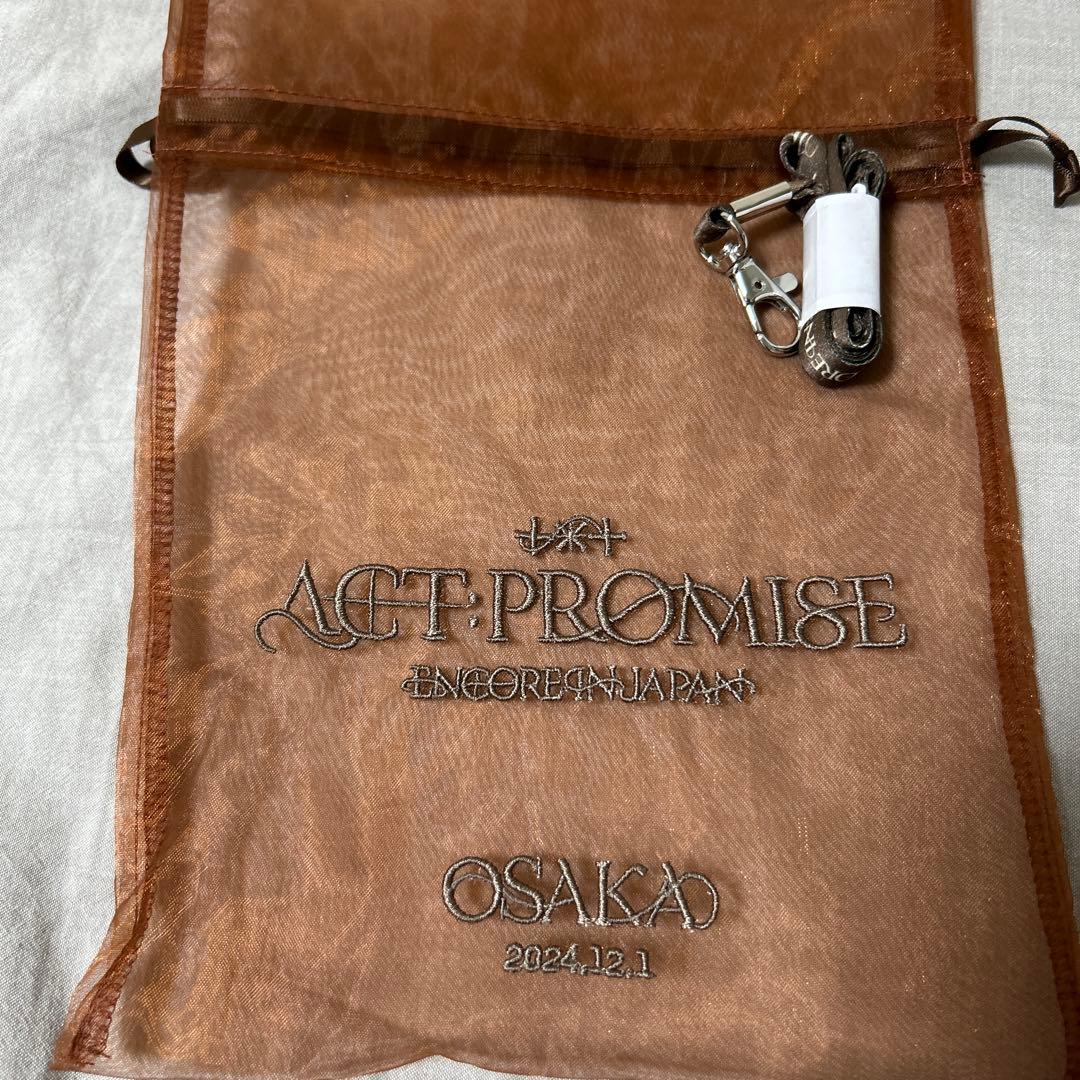 ACT:PROMISE
ENCORE IN JAPAN
OSAKA
2024.12.1